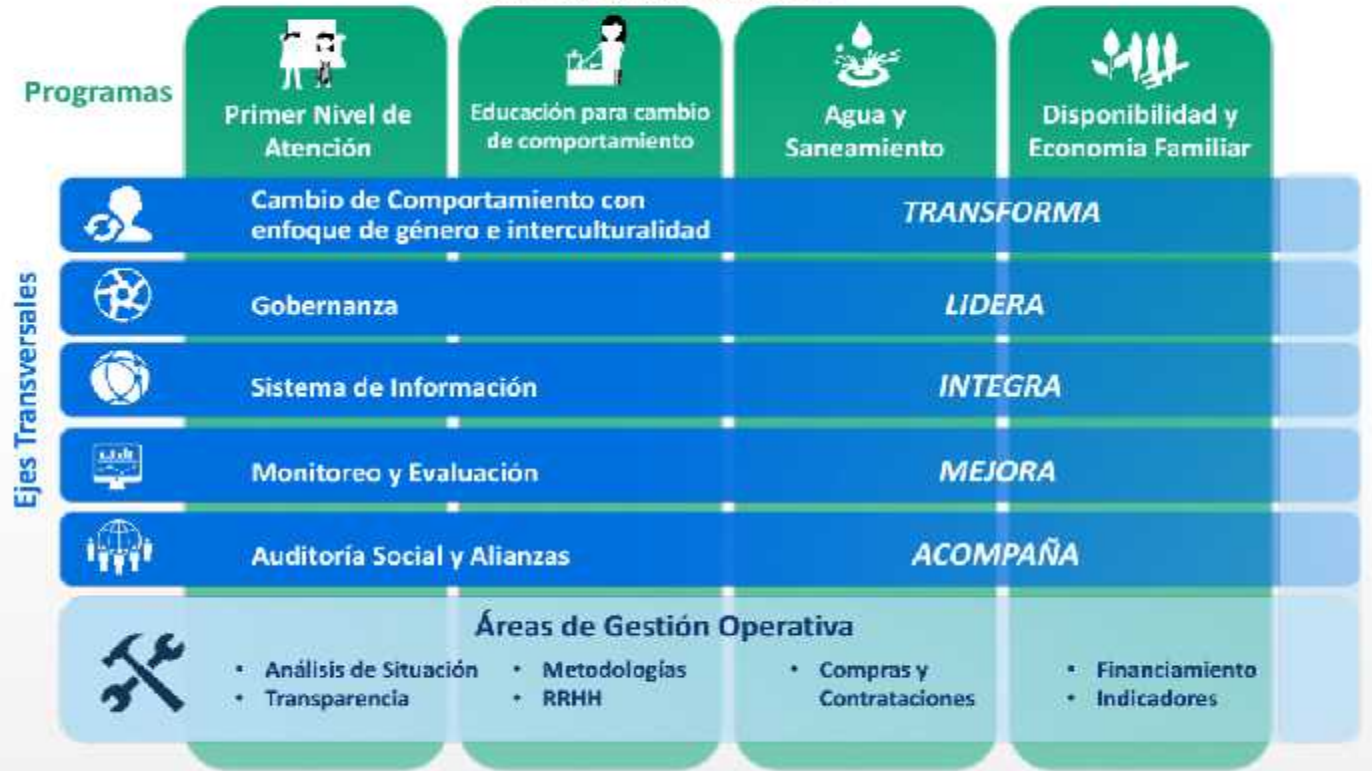 Programas
Primer Nivel de
Atención
Educación para cambio
de comportamiento
Agua y
Saneamiento
Disponibilidad y
Economia Familiar
Ejes Transversales
Cambio de Comportamiento con
enfoque de género e interculturalidad
TRANSFORMA
Gobernanza
LIDERA
Sistema de Información
INTEGRA
Monitoreo y Evaluación
MEJORA
Auditoría Social y Alianzas
ACOMPAÑA
Áreas de Gestión Operativa
• Análisis de Situación
• Transparencia
• Metodologías
• RRHH
• Compras y
Contrataciones
• Financiamiento
• Indicadores